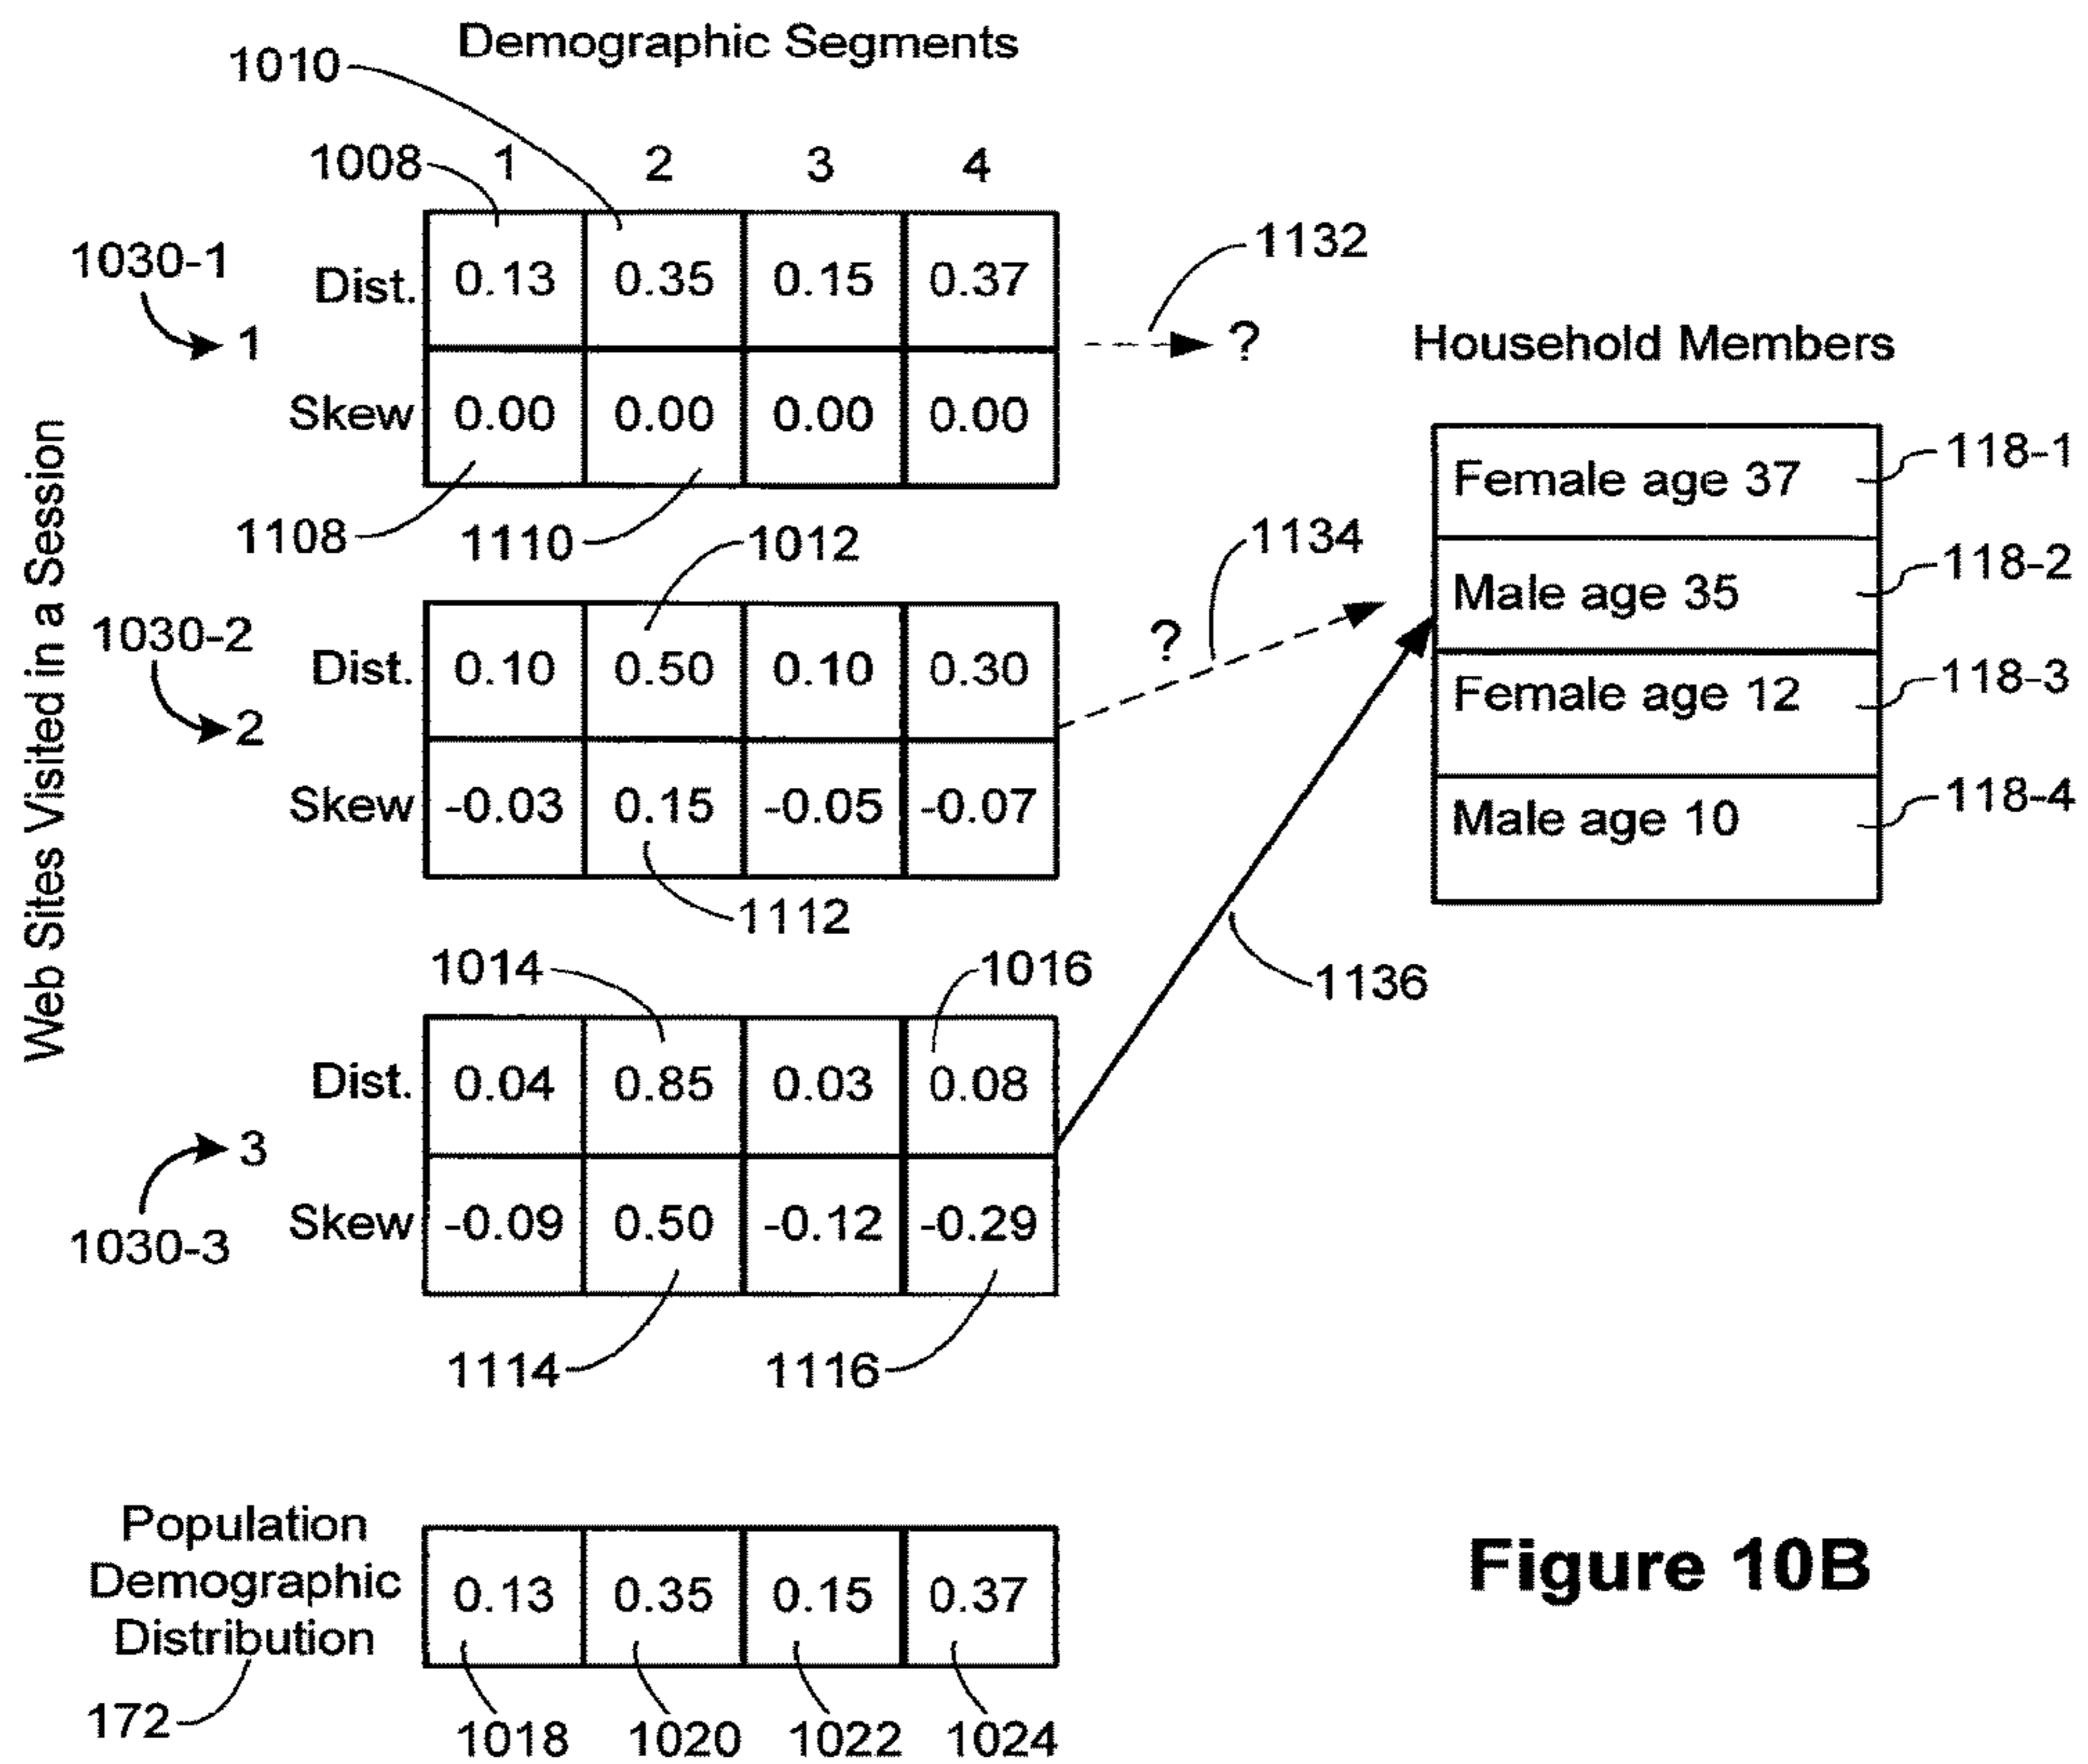 Demographic Segments
1010
1008 1 2 3 4
1030-1
Dist. 0.13 0.35 0.15 0.37
1132
1 ?
Skew 0.00 0.00 0.00 0.00
1108 1110 1012
Household Members
Female age 37 118-1
Male age 35 118-2
Female age 12 118-3
Male age 10 118-4
Web Sites Visited in a Session
1030-2
Dist. 0.10 0.50 0.10 0.30
? 1134
2
Skew -0.03 0.15 -0.05 -0.07
1112
1014 1016
1136
Dist. 0.04 0.85 0.03 0.08
3
Skew -0.09 0.50 -0.12 -0.29
1030-3
1114 1116
Population
Demographic
Distribution
0.13 0.35 0.15 0.37
172 1018 1020 1022 1024
Figure 10B